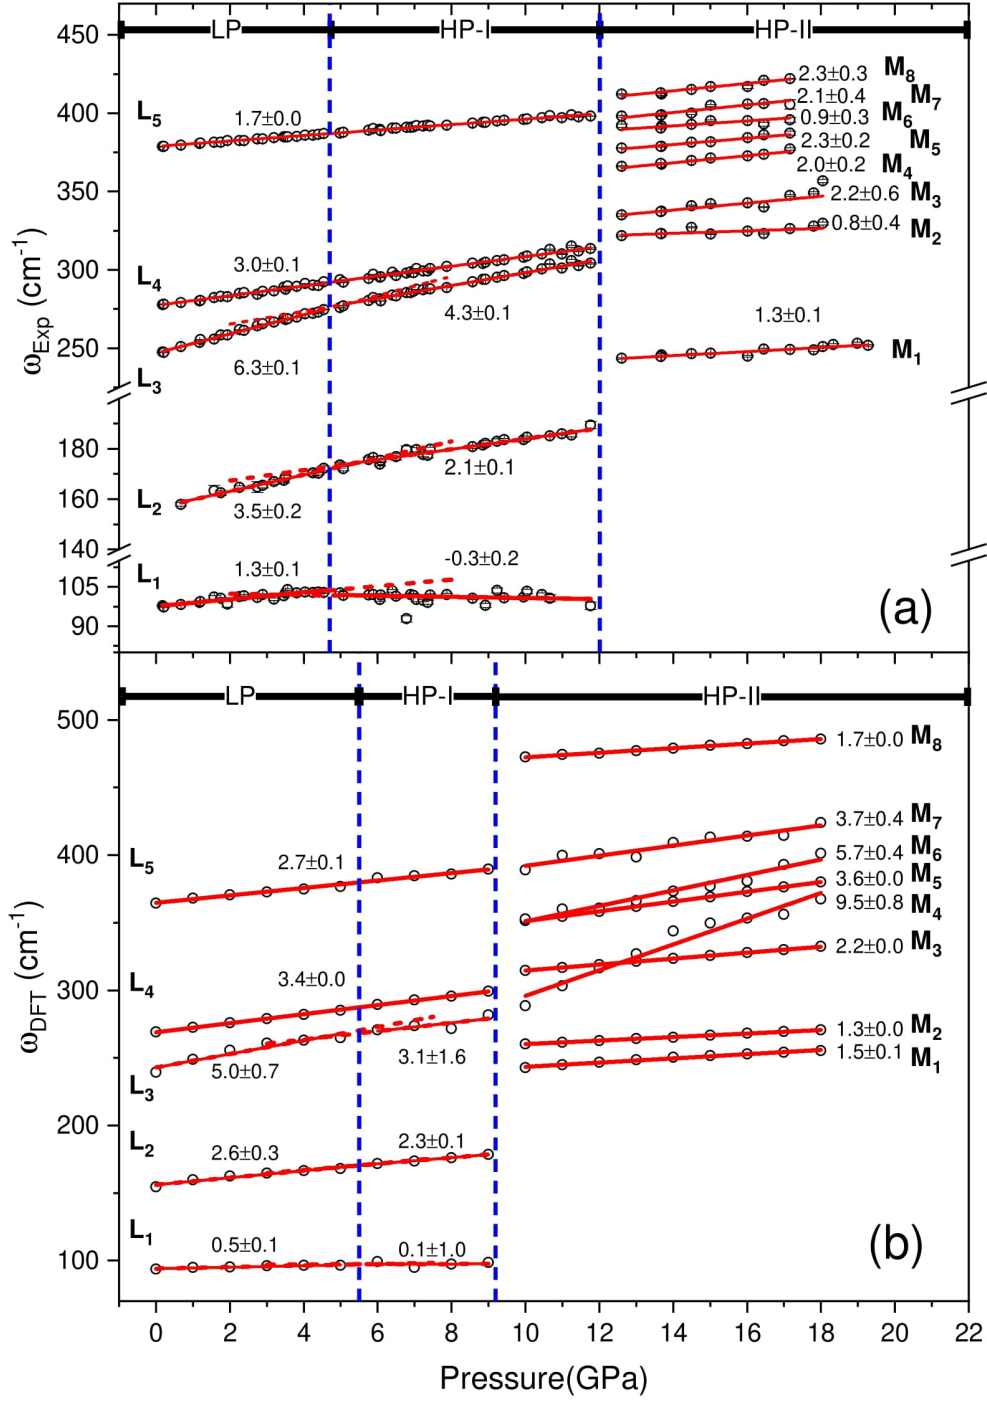 LP HP-I HP-II
450
400
350
300
250
180
160
140
105
90
ω_Exp (cm⁻¹)
L₅ 1.7±0.0
L₄ 3.0±0.1
4.3±0.1
L₃ 6.3±0.1
L₂ 3.5±0.2
2.1±0.1
L₁ 1.3±0.1
-0.3±0.2
2.3±0.3 M₈
2.1±0.4 M₇
0.9±0.3 M₆
2.3±0.2 M₅
2.0±0.2 M₄
2.2±0.6 M₃
0.8±0.4 M₂
1.3±0.1 M₁
(a)
LP HP-I HP-II
500
400
300
200
100
ω_DFT (cm⁻¹)
L₅ 2.7±0.1
L₄ 3.4±0.0
L₃ 5.0±0.7
3.1±1.6
L₂ 2.6±0.3
2.3±0.1
L₁ 0.5±0.1
0.1±1.0
1.7±0.0 M₈
3.7±0.4 M₇
5.7±0.4 M₆
3.6±0.0 M₅
9.5±0.8 M₄
2.2±0.0 M₃
1.3±0.0 M₂
1.5±0.1 M₁
(b)
0 2 4 6 8 10 12 14 16 18 20 22
Pressure(GPa)